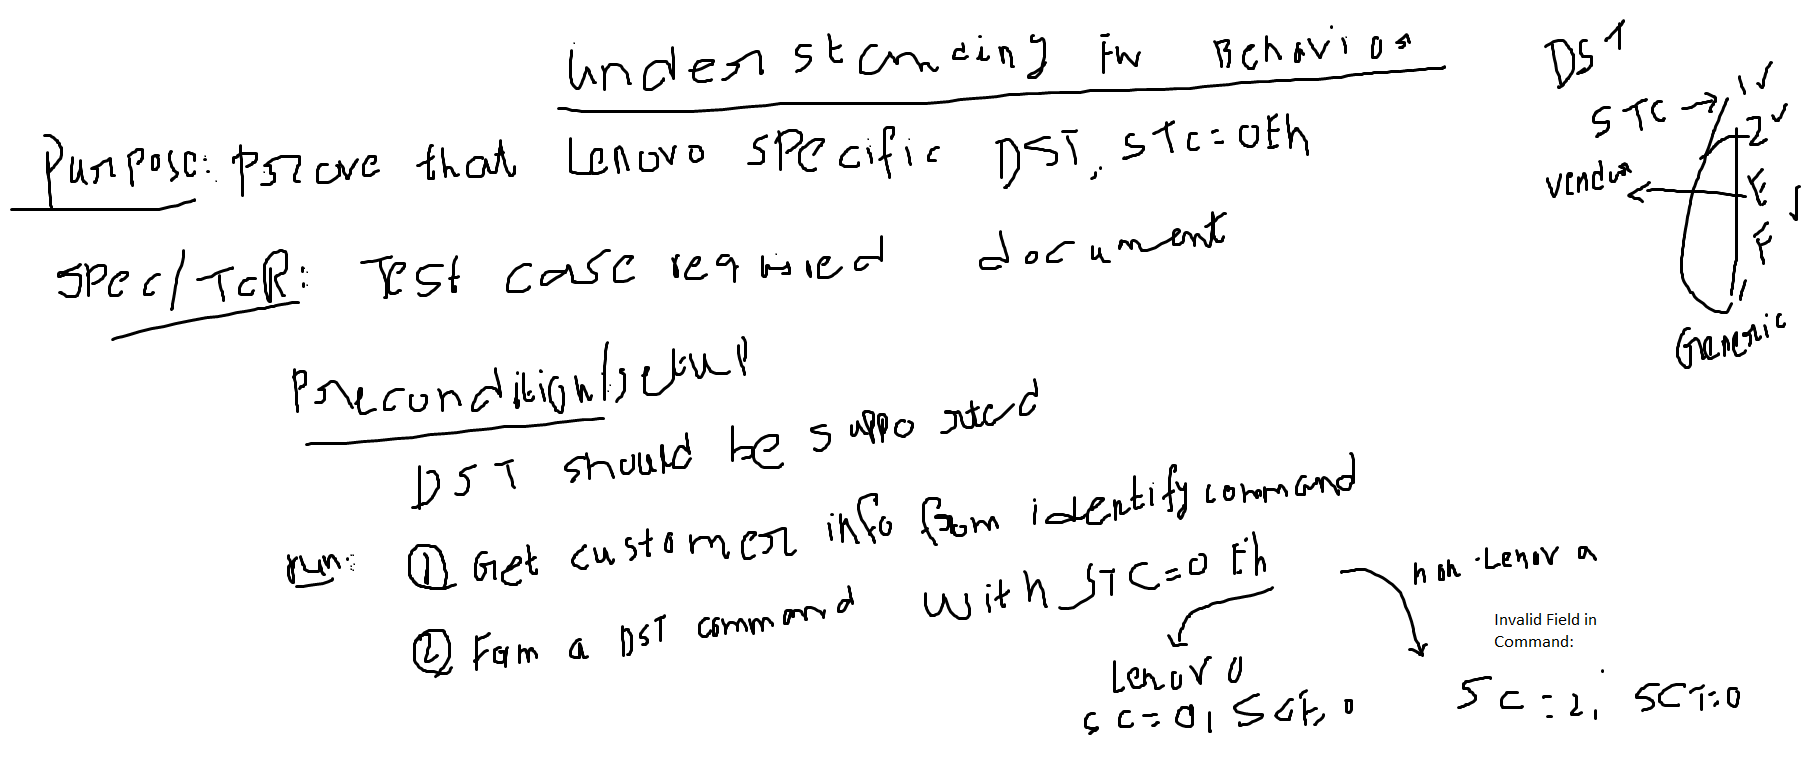 Understanding FW Behavior
Purpose: Prove that Lenovo specific DST, STC=0Eh
SPEC/TCR: Test case required document
Precondition/setup
DST should be supported
run: ① Get customer info from identify command
② Form a DST command with STC=0Eh
Lenovo
SC=0, SCT=0
non-Lenovo
Invalid Field in
Command:
SC=2, SCT=0
DST
STC → 1
2
vendor ← E
F
Generic